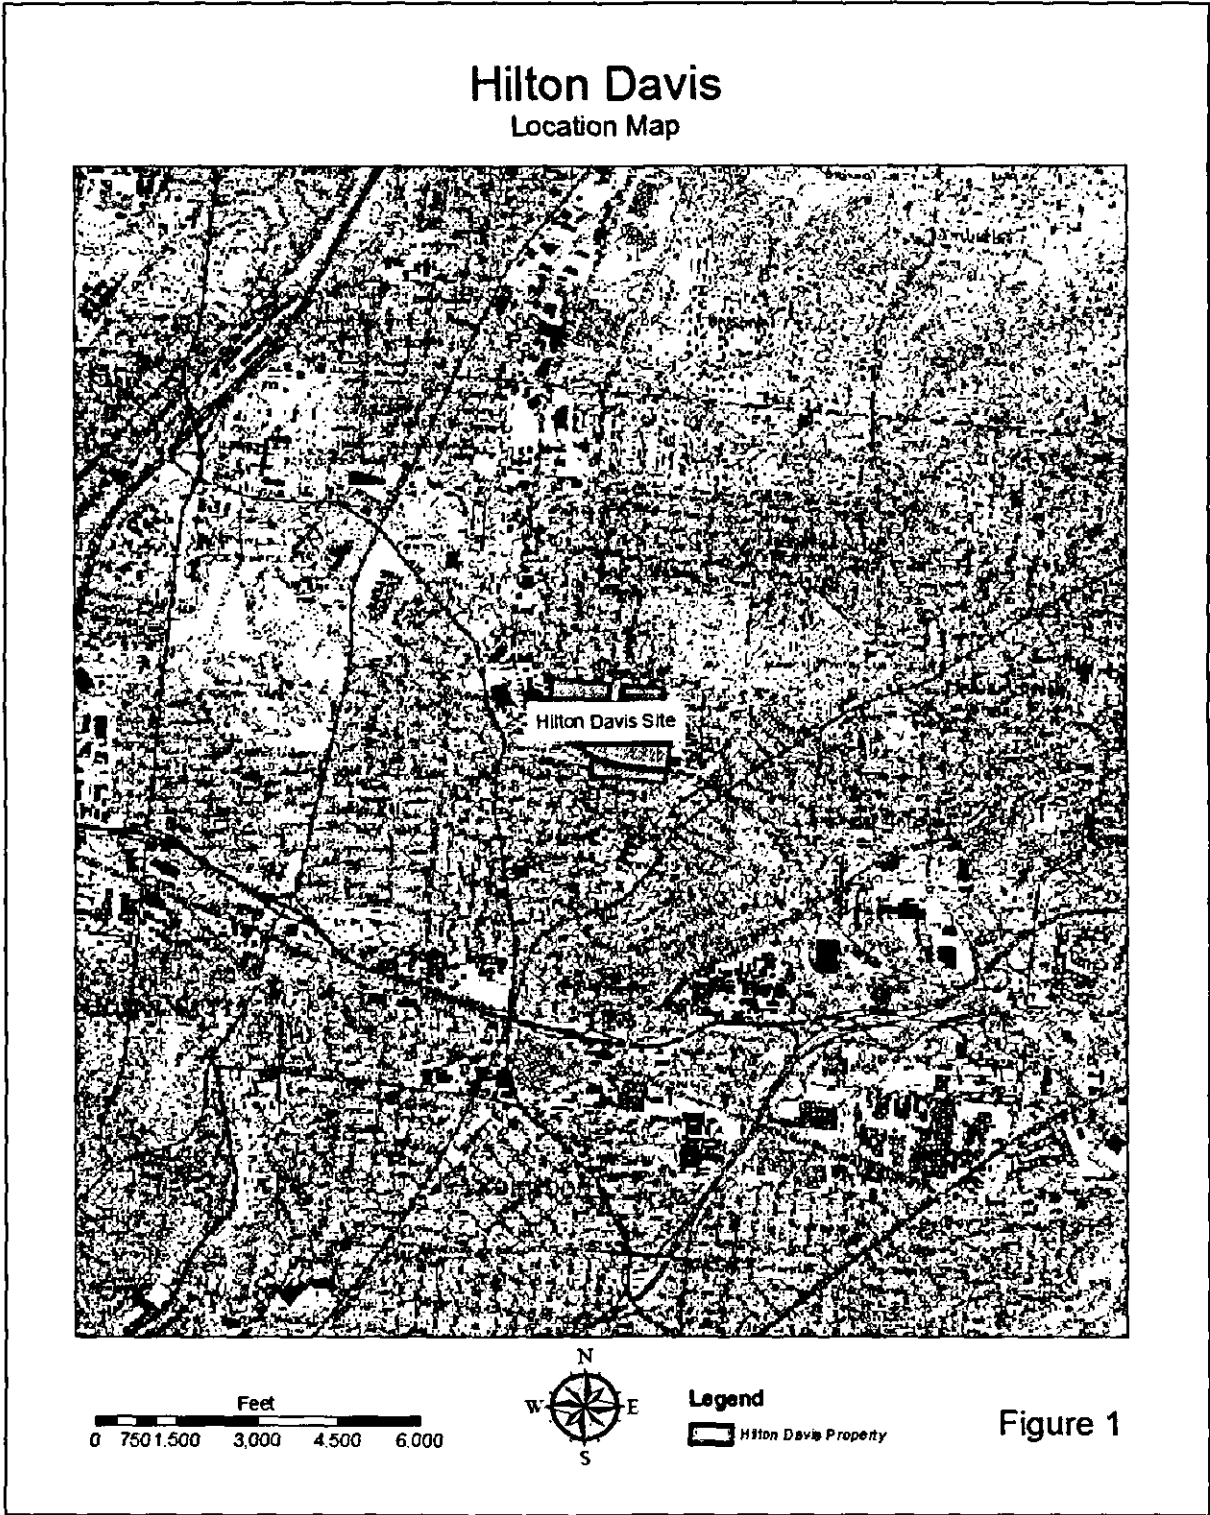 Hilton Davis
Location Map
Hilton Davis Site
N
W E
S
Feet
0 750 1.500 3,000 4.500 6.000
Legend
Hilton Davis Property
Figure 1